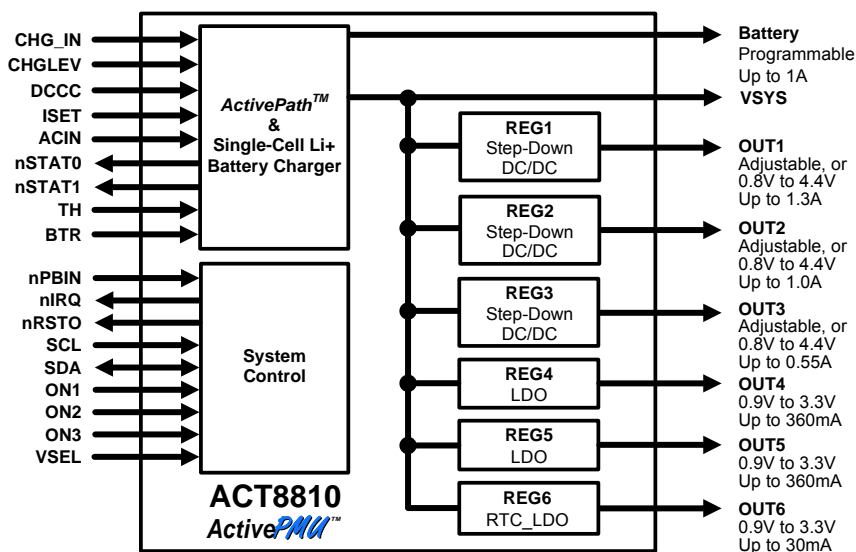 CHG_IN
CHGLEV
DCCC
ISET
ACIN
nSTAT0
nSTAT1
TH
BTR
nPBIN
nIRQ
nRSTO
SCL
SDA
ON1
ON2
ON3
VSEL
ActivePath™
&
Single-Cell Li+
Battery Charger
System
Control
ACT8810
ActivePMU™
REG1
Step-Down
DC/DC
REG2
Step-Down
DC/DC
REG3
Step-Down
DC/DC
REG4
LDO
REG5
LDO
REG6
RTC_LDO
Battery
Programmable
Up to 1A
VSYS
OUT1
Adjustable, or
0.8V to 4.4V
Up to 1.3A
OUT2
Adjustable, or
0.8V to 4.4V
Up to 1.0A
OUT3
Adjustable, or
0.8V to 4.4V
Up to 0.55A
OUT4
0.9V to 3.3V
Up to 360mA
OUT5
0.9V to 3.3V
Up to 360mA
OUT6
0.9V to 3.3V
Up to 30mA